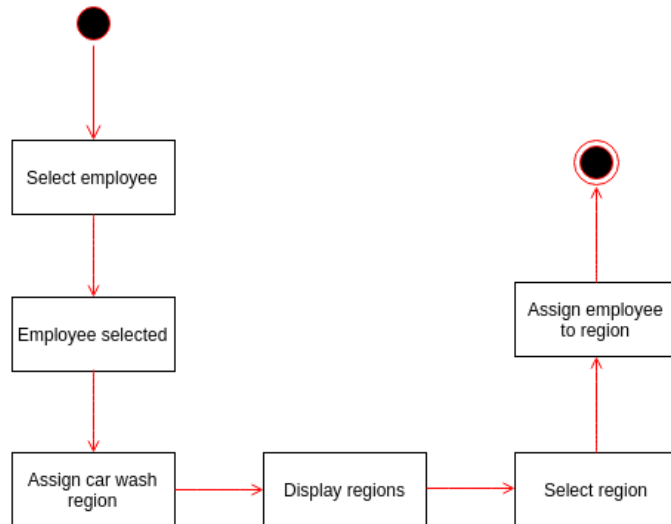 Select employee
Employee selected
Assign car wash
region
Display regions
Select region
Assign employee
to region